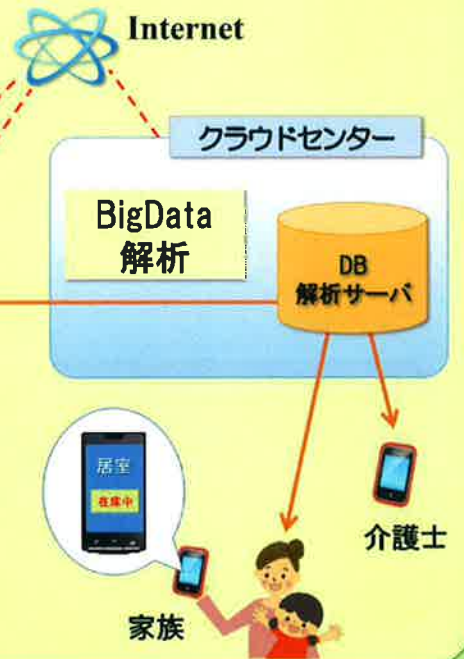 Internet
クラウドセンター
BigData
解析
DB
解析サーバ
居室
在床中
介護士
家族